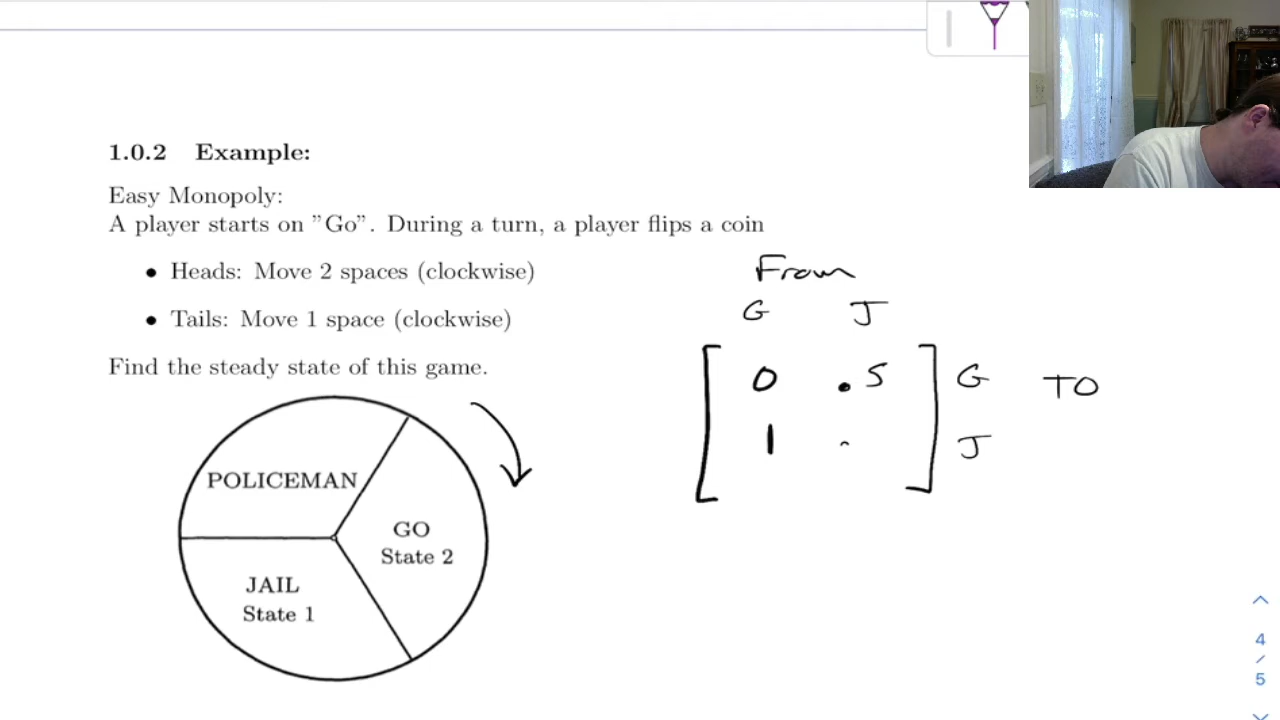 1.0.2 Example:
Easy Monopoly:
A player starts on ”Go”. During a turn, a player flips a coin
• Heads: Move 2 spaces (clockwise)
• Tails: Move 1 space (clockwise)
Find the steady state of this game.
POLICEMAN
GO
State 2
JAIL
State 1
From
G J
0 .5 G TO
1 . J
4
/
5